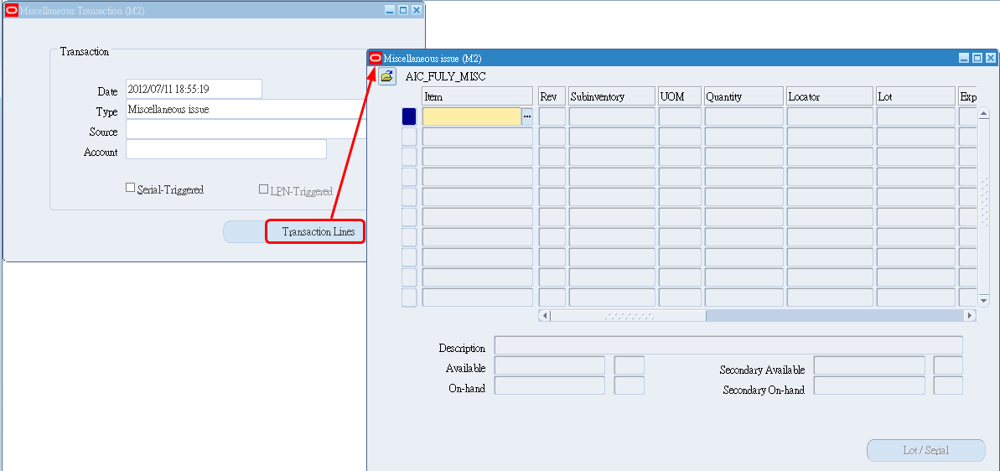 Miscellaneous Transaction (M2)
Transaction
Date 2012/07/11 18:55:19
Type Miscellaneous issue
Source
Account
Serial-Triggered LPN-Triggered
Transaction Lines
Miscellaneous issue (M2)
AIC_FULY_MISC
Item Rev Subinventory UOM Quantity Locator Lot Exp
Description
Available Secondary Available
On-hand Secondary On-hand
Lot / Serial